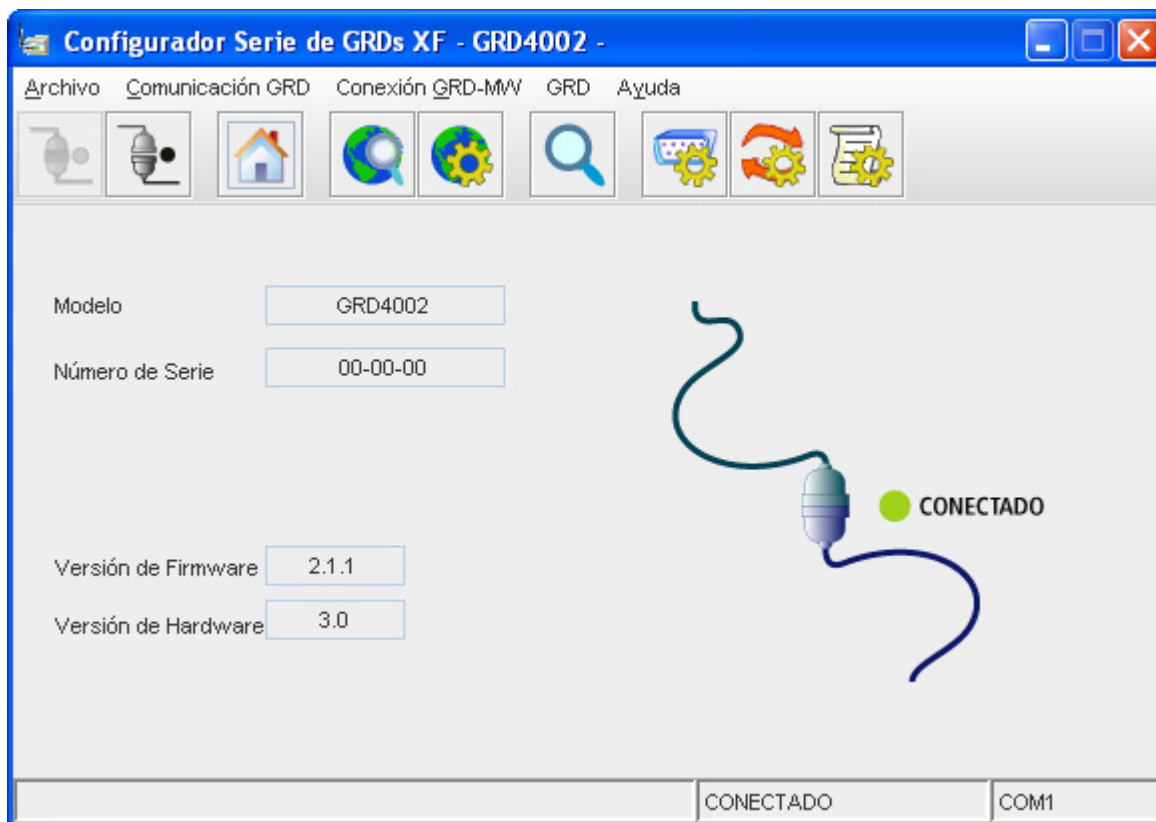 Configurador Serie de GRDs XF - GRD4002 -
Archivo Comunicación GRD Conexión GRD-MW GRD Ayuda
Modelo GRD4002
Número de Serie 00-00-00
CONECTADO
Versión de Firmware 2.1.1
Versión de Hardware 3.0
CONECTADO COM1